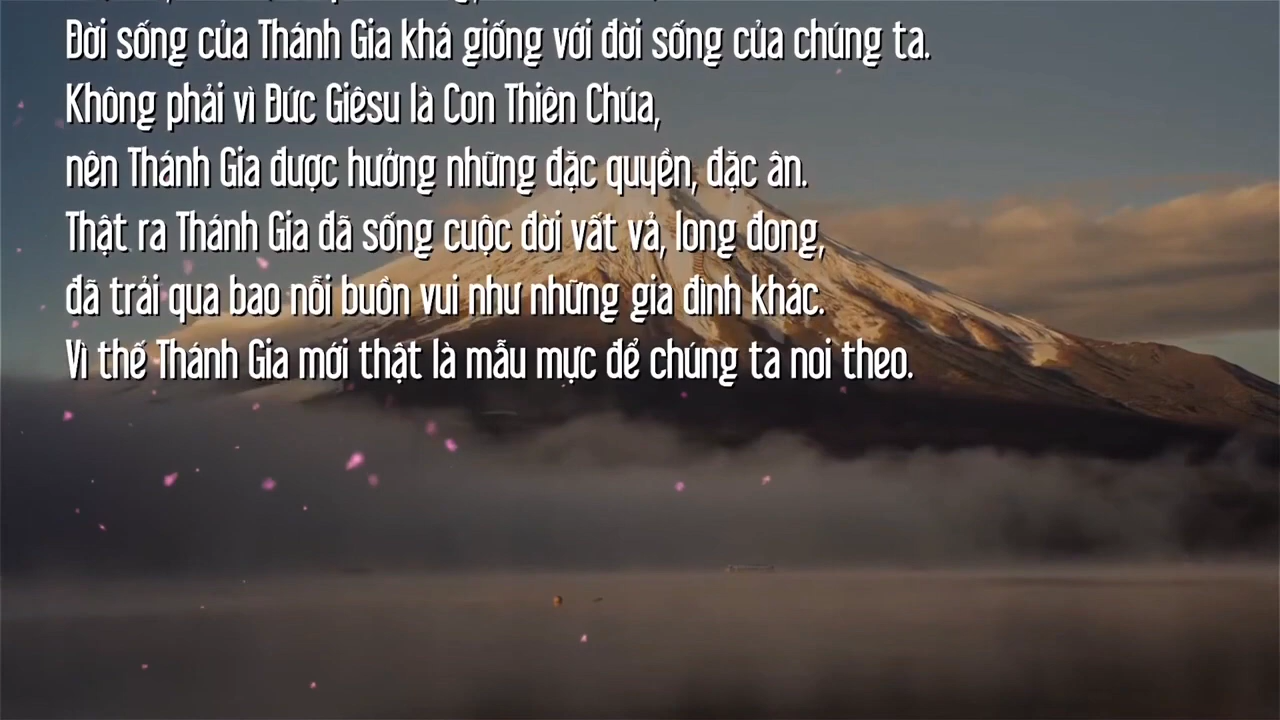 Đời sống của Thánh Gia khá giống với đời sống của chúng ta.
Không phải vì Đức Giêsu là Con Thiên Chúa,
nên Thánh Gia được hưởng những đặc quyền, đặc ân.
Thật ra Thánh Gia đã sống cuộc đời vất vả, long đong,
đã trải qua bao nỗi buồn vui như những gia đình khác.
Vì thế Thánh Gia mới thật là mẫu mực để chúng ta noi theo.